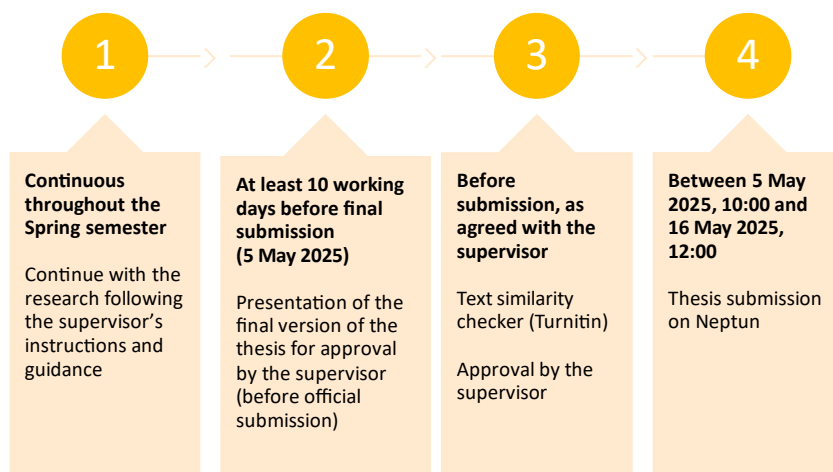 1
2
3
4
Continuous
throughout the
Spring semester
Continue with the
research following
the supervisor's
instructions and
guidance
At least 10 working
days before final
submission
(5 May 2025)
Presentation of the
final version of the
thesis for approval
by the supervisor
(before official
submission)
Before
submission, as
agreed with the
supervisor
Text similarity
checker (Turnitin)
Approval by the
supervisor
Between 5 May
2025, 10:00 and
16 May 2025,
12:00
Thesis submission
on Neptun